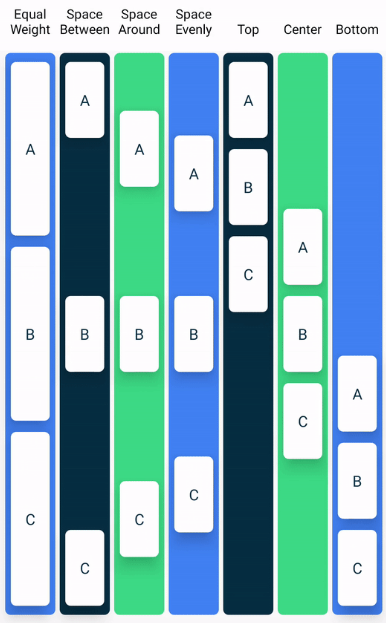 Equal Weight
Space Between
Space Around
Space Evenly
Top
Center
Bottom
A
B
C
A
B
C
A
B
C
A
B
C
A
B
C
A
B
C
A
B
C